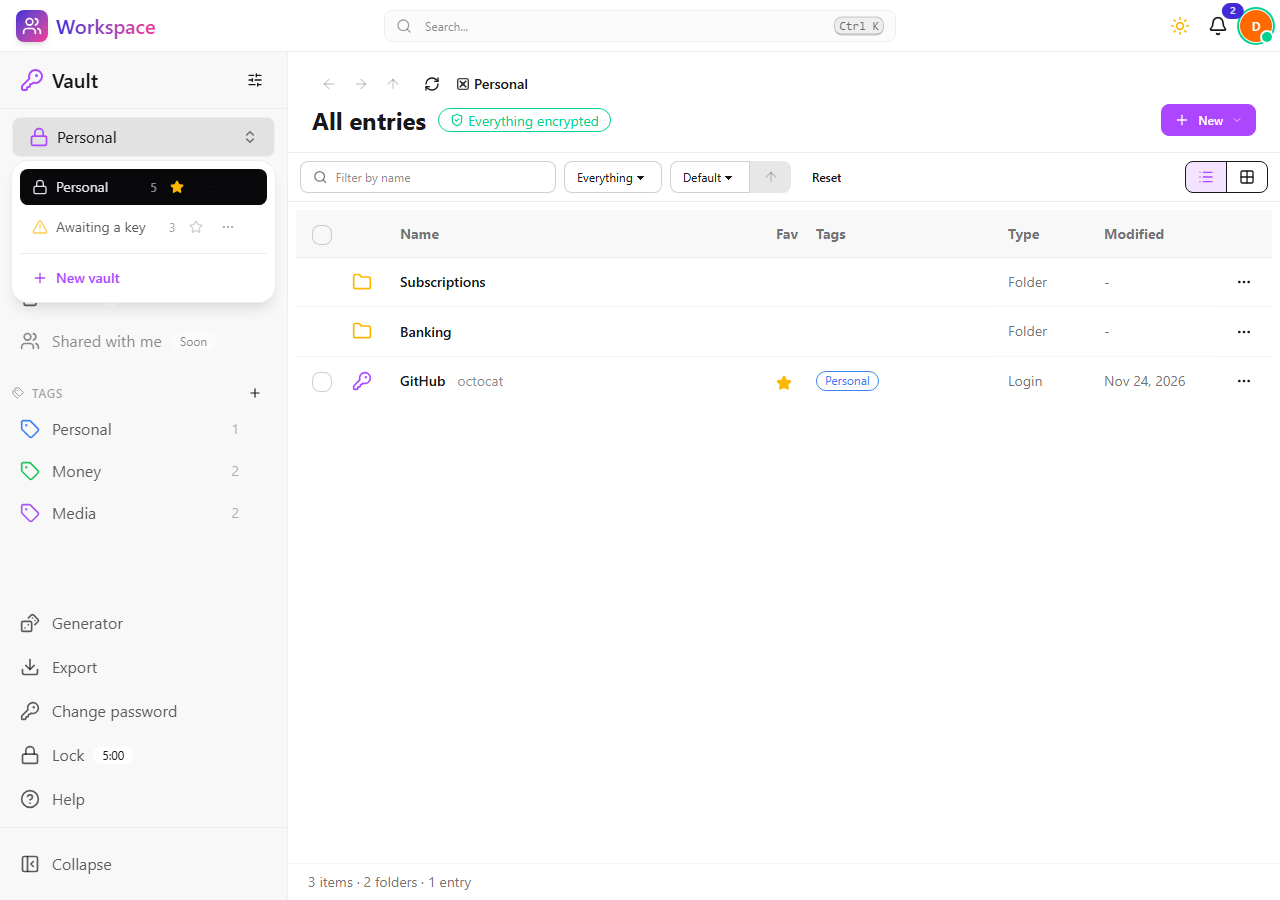 Workspace
Search...
Ctrl K
2
D
Vault
Personal
Personal 5
Awaiting a key 3
New vault
Shared with me Soon
TAGS
Personal 1
Money 2
Media 2
Generator
Export
Change password
Lock 5:00
Help
Collapse
Personal
All entries Everything encrypted
New
Filter by name Everything Default Reset
Name Fav Tags Type Modified
Subscriptions Folder -
Banking Folder -
GitHub octocat Personal Login Nov 24, 2026
3 items · 2 folders · 1 entry